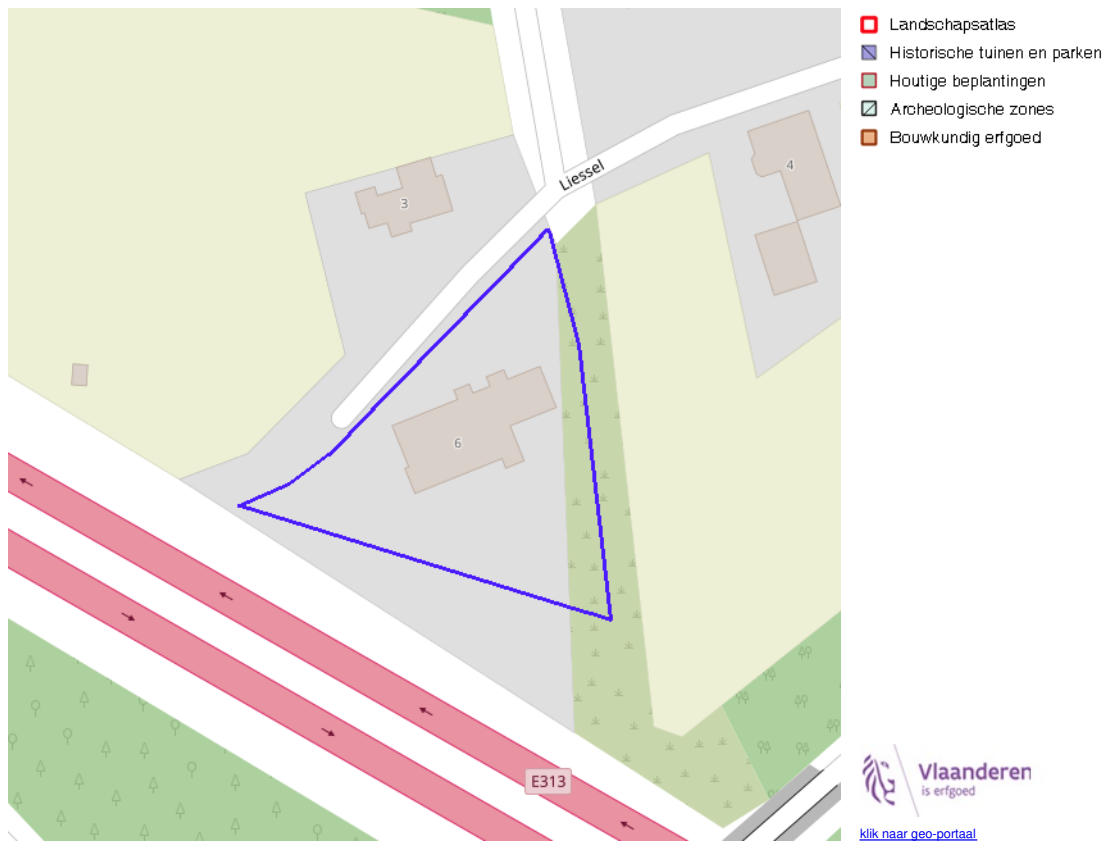 Landschapsatlas
Historische tuinen en parken
Houtige beplantingen
Archeologische zones
Bouwkundig erfgoed
Liessel
3
4
6
E313
Vlaanderen
is erfgoed
klik naar geo-portaal